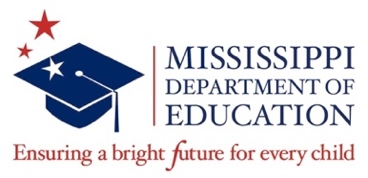 MISSISSIPPI
DEPARTMENT OF
EDUCATION
Ensuring a bright future for every child